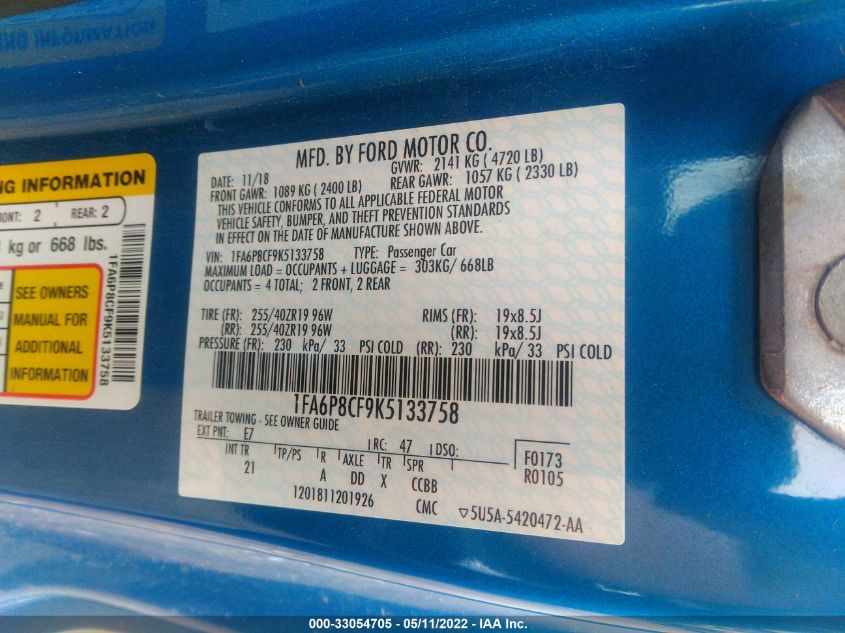 NG INFORMATION
FRONT: 2 REAR: 2
kg or 668 lbs.
SEE OWNERS
MANUAL FOR
ADDITIONAL
INFORMATION
1FA6P8CF9K5133758
MFD. BY FORD MOTOR CO.
DATE: 11/18 GVWR: 2141 KG ( 4720 LB)
FRONT GAWR: 1089 KG ( 2400 LB) REAR GAWR: 1057 KG ( 2330 LB)
THIS VEHICLE CONFORMS TO ALL APPLICABLE FEDERAL MOTOR
VEHICLE SAFETY, BUMPER, AND THEFT PREVENTION STANDARDS
IN EFFECT ON THE DATE OF MANUFACTURE SHOWN ABOVE.
VIN: 1FA6P8CF9K5133758 TYPE: Passenger Car
MAXIMUM LOAD = OCCUPANTS + LUGGAGE = 303KG/ 668LB
OCCUPANTS = 4 TOTAL; 2 FRONT, 2 REAR
TIRE (FR): 255/40ZR19 96W RIMS (FR): 19x8.5J
(RR): 255/40ZR19 96W (RR): 19x8.5J
PRESSURE (FR): 230 kPa/ 33 PSI COLD (RR): 230 kPa/ 33 PSI COLD
1FA6P8CF9K5133758
TRAILER TOWING - SEE OWNER GUIDE
EXT PNT: E7 RC: 47 DSO:
INT TR TP/PS R AXLE TR SPR F0173
21 A DD X CCBB R0105
1201811201926 CMC ▽5U5A-5420472-AA
000-33054705 - 05/11/2022 - IAA Inc.